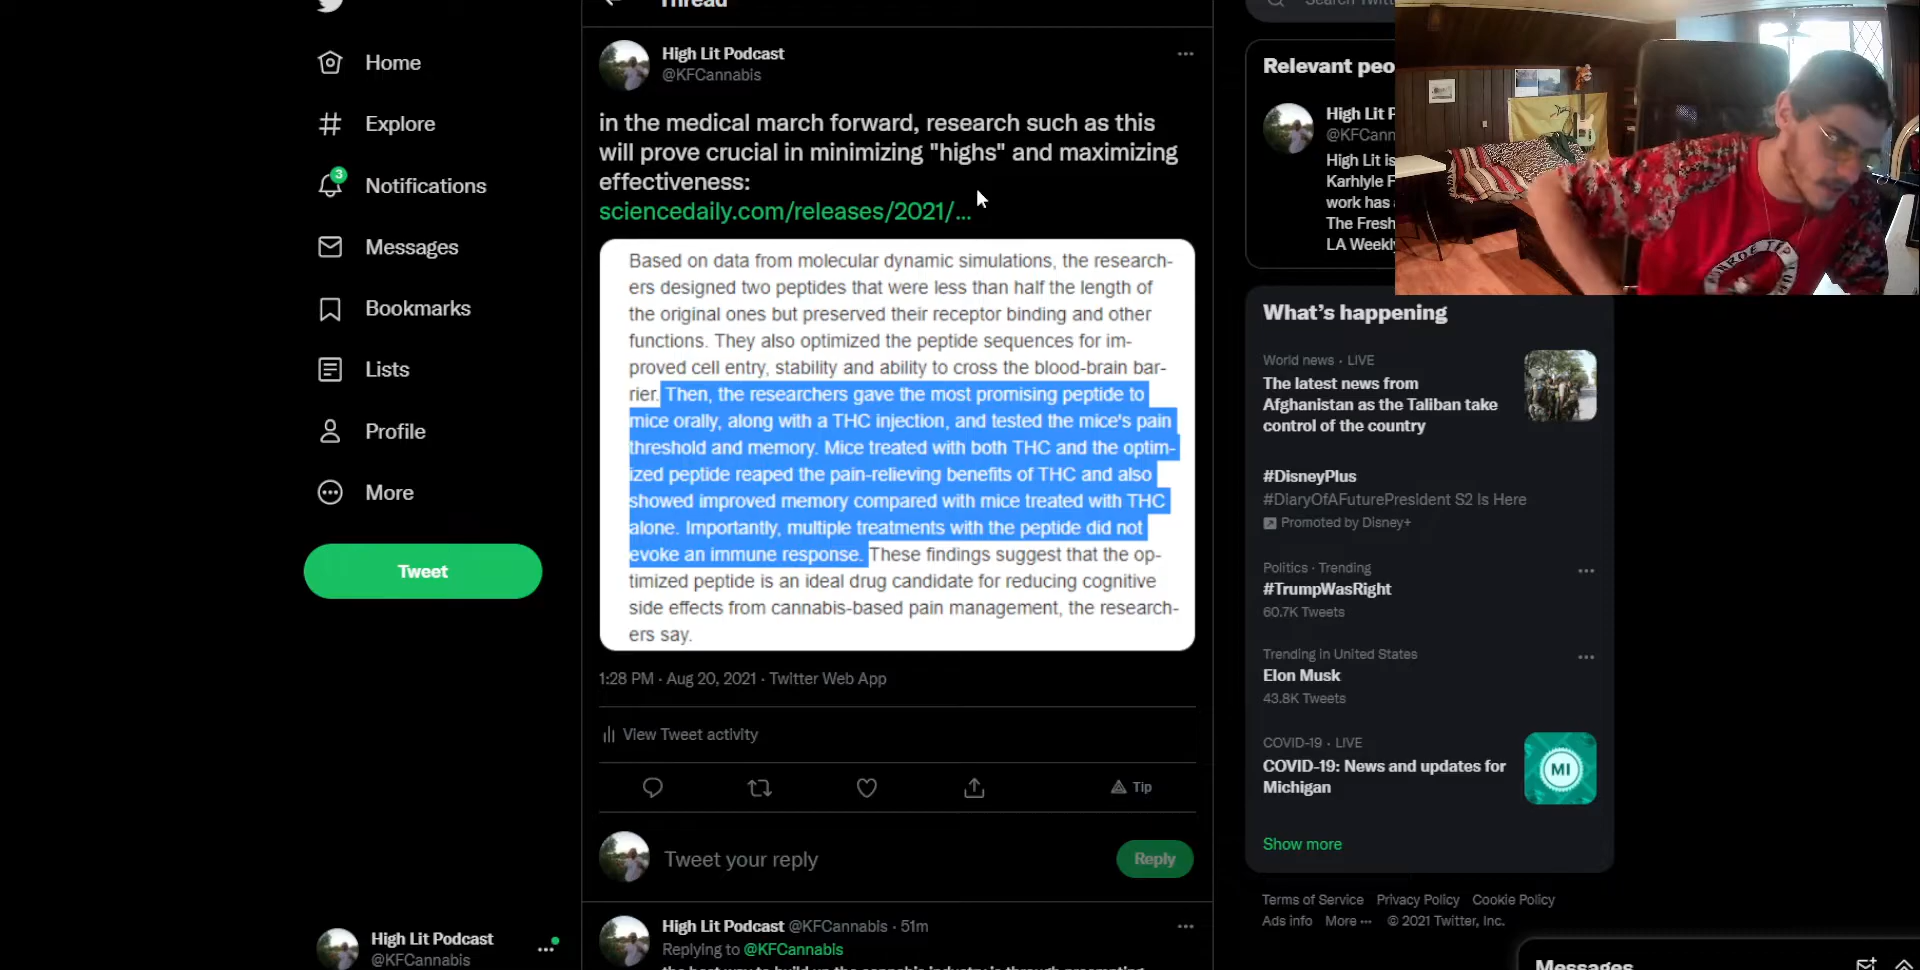 Thread
Search Twitt
Home
Explore
3
Notifications
Messages
Bookmarks
Lists
Profile
More
Tweet
High Lit Podcast
@KFCannabis
in the medical march forward, research such as this
will prove crucial in minimizing "highs" and maximizing
effectiveness:
sciencedaily.com/releases/2021/...
Based on data from molecular dynamic simulations, the research-
ers designed two peptides that were less than half the length of
the original ones but preserved their receptor binding and other
functions. They also optimized the peptide sequences for im-
proved cell entry, stability and ability to cross the blood-brain bar-
rier. Then, the researchers gave the most promising peptide to
mice orally, along with a THC injection, and tested the mice's pain
threshold and memory. Mice treated with both THC and the optim-
ized peptide reaped the pain-relieving benefits of THC and also
showed improved memory compared with mice treated with THC
alone. Importantly, multiple treatments with the peptide did not
evoke an immune response. These findings suggest that the op-
timized peptide is an ideal drug candidate for reducing cognitive
side effects from cannabis-based pain management, the research-
ers say.
1:28 PM · Aug 20, 2021 · Twitter Web App
View Tweet activity
Tip
Tweet your reply
Reply
High Lit Podcast @KFCannabis · 51m
Replying to @KFCannabis
Relevant peo
High Lit P
@KFCann
High Lit is
Karhlyle F
work has
The Fresh
LA Weekl
What's happening
World news · LIVE
The latest news from
Afghanistan as the Taliban take
control of the country
#DisneyPlus
#DiaryOfAFuturePresident S2 Is Here
Promoted by Disney+
Politics · Trending
#TrumpWasRight
60.7K Tweets
Trending in United States
Elon Musk
43.8K Tweets
COVID-19 · LIVE
COVID-19: News and updates for
Michigan
MI
Show more
Terms of Service Privacy Policy Cookie Policy
Ads info More ··· © 2021 Twitter, Inc.
High Lit Podcast
@KFCannabis
Messages